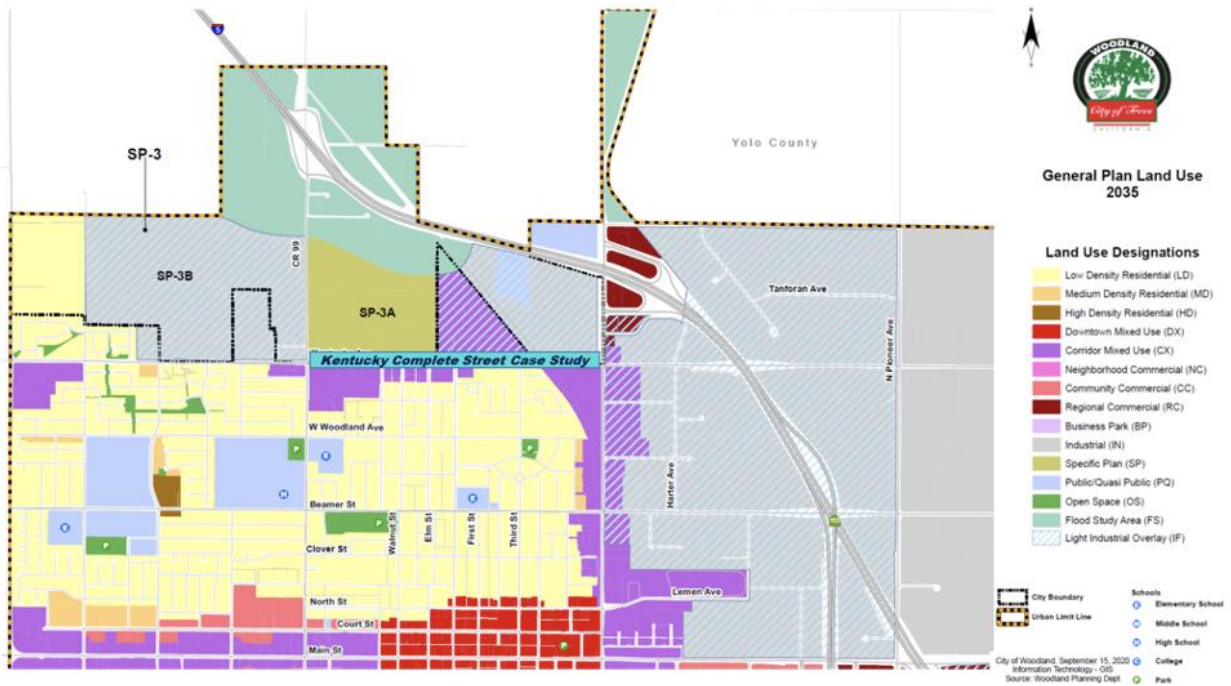 5
SP-3
Yolo County
CR 99
SP-3B
SP-3A
Tanforan Ave
N Pioneer Ave
Kentucky Complete Street Case Study
W Woodland Ave
P
P
E
H
E
Harter Ave
Beamer St
Walnut St
Elm St
First St
Third St
P
E
P
Clover St
Lemen Ave
North St
Court St
Main St
P
N
WOODLAND
City of Trees
CALIFORNIA
General Plan Land Use
2035
Land Use Designations
Low Density Residential (LD)
Medium Density Residential (MD)
High Density Residential (HD)
Downtown Mixed Use (DX)
Corridor Mixed Use (CX)
Neighborhood Commercial (NC)
Community Commercial (CC)
Regional Commercial (RC)
Business Park (BP)
Industrial (IN)
Specific Plan (SP)
Public/Quasi Public (PQ)
Open Space (OS)
Flood Study Area (FS)
Light Industrial Overlay (IF)
City Boundary
Urban Limit Line
Schools
E Elementary School
M Middle School
H High School
C College
P Park
City of Woodland, September 15, 2020
Information Technology - GIS
Source: Woodland Planning Dept